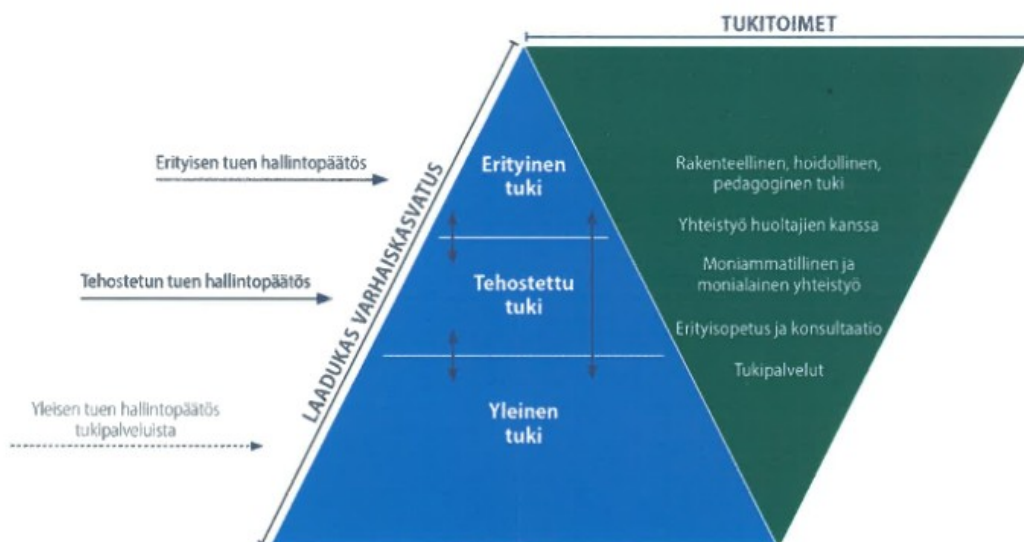 TUKITOIMET
LAADUKAS VARHAISKASVATUS
Erityisen tuen hallintopäätös
Tehostetun tuen hallintopäätös
Yleisen tuen hallintopäätös
tukipalveluista
Erityinen
tuki
Tehostettu
tuki
Yleinen
tuki
Rakenteellinen, hoidollinen,
pedagoginen tuki
Yhteistyö huoltajien kanssa
Moniammatillinen ja
monialainen yhteistyö
Erityisopetus ja konsultaatio
Tukipalvelut